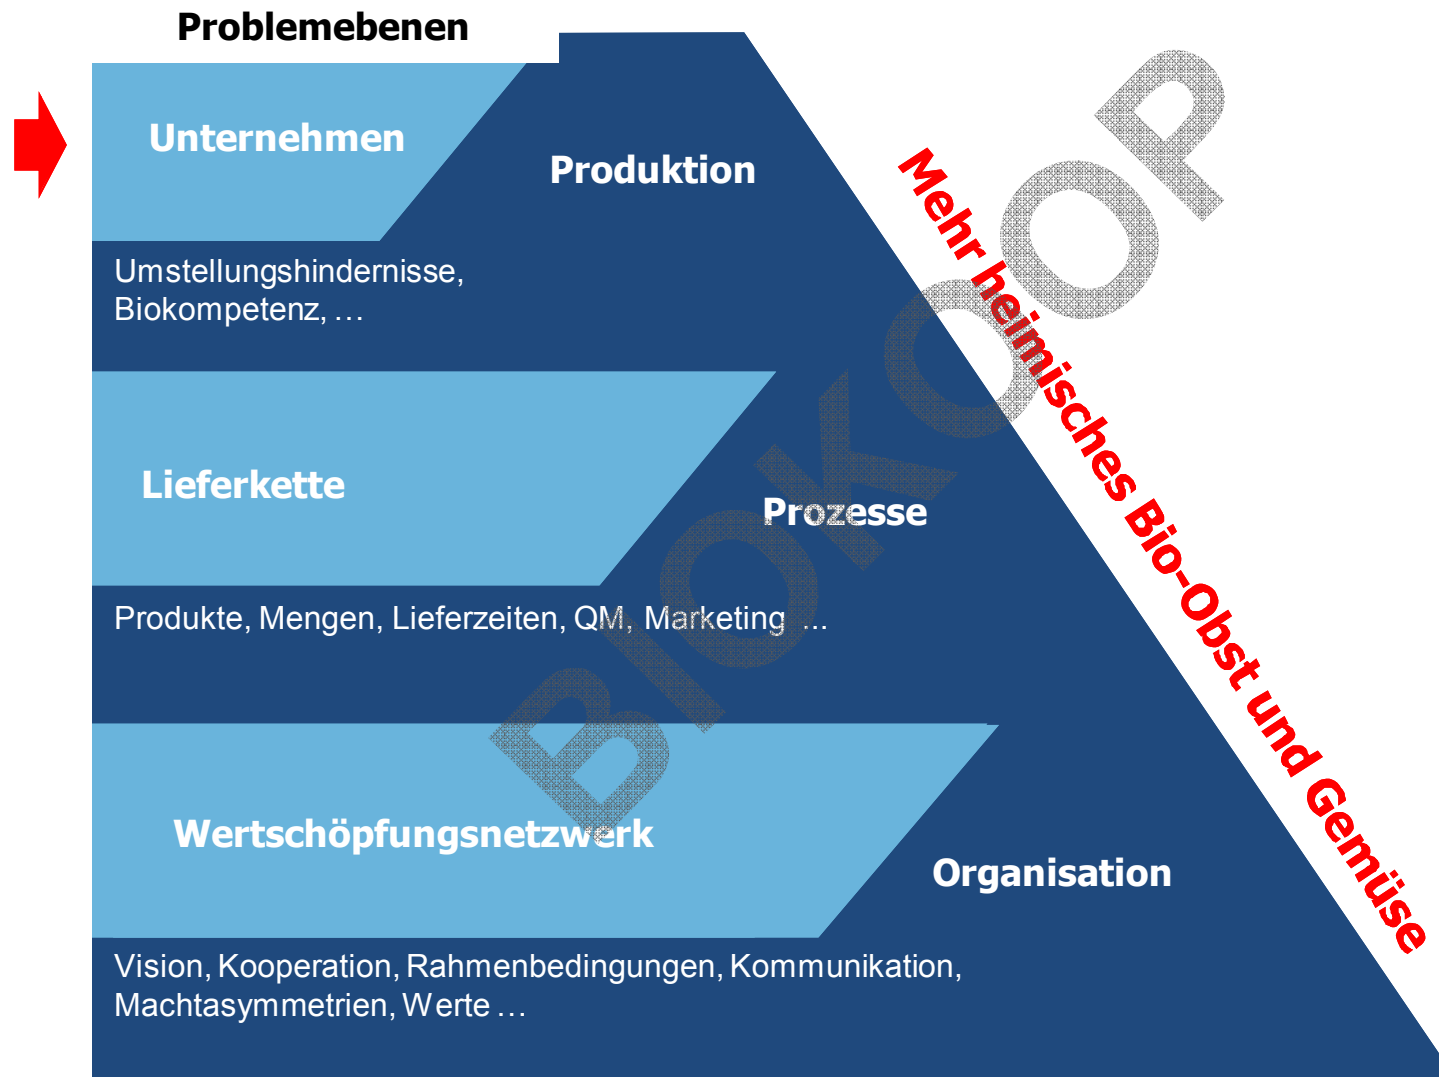 Problemebenen
Unternehmen
Produktion
Umstellungshindernisse,
Biokompetenz, …
Lieferkette
Prozesse
Produkte, Mengen, Lieferzeiten, QM, Marketing …
Wertschöpfungsnetzwerk
Organisation
Vision, Kooperation, Rahmenbedingungen, Kommunikation,
Machtasymmetrien, Werte …
Mehr heimisches Bio-Obst und Gemüse
BIOKOOP